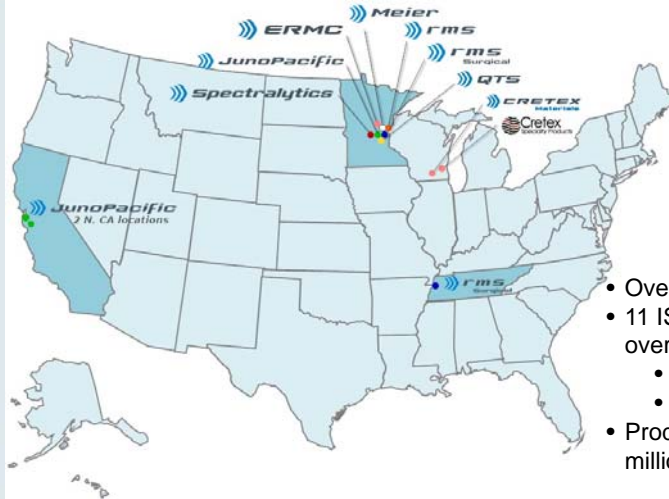 Meier
ERMC
rms
JunoPacific
rms
Surgical
Spectralytics
QTS
CRETEX
Materials
Cretex
Specialty Products
JunoPacific
2 N. CA locations
rms
Surgical
• Ove
• 11 IS
over
•
•
• Proc
millio